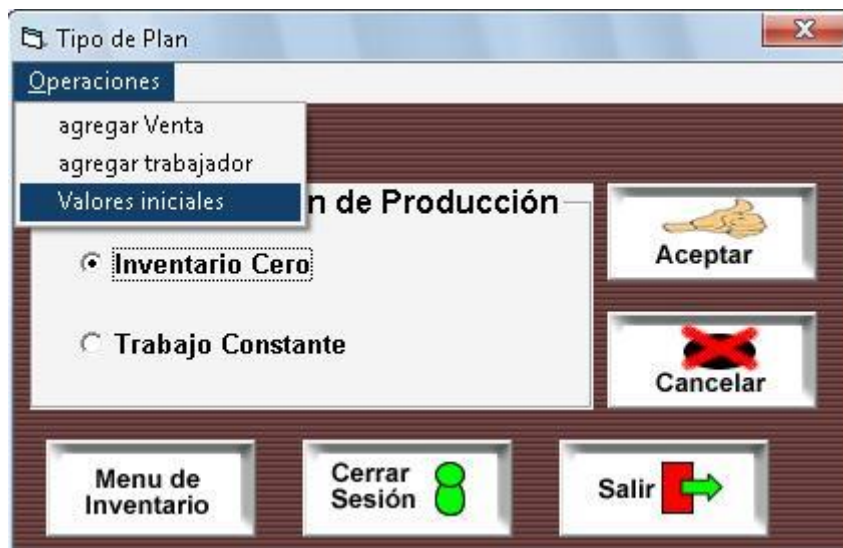 Tipo de Plan
Operaciones
agregar Venta
agregar trabajador
Valores iniciales
n de Producción
Inventario Cero
Trabajo Constante
Aceptar
Cancelar
Menu de
Inventario
Cerrar
Sesión
Salir